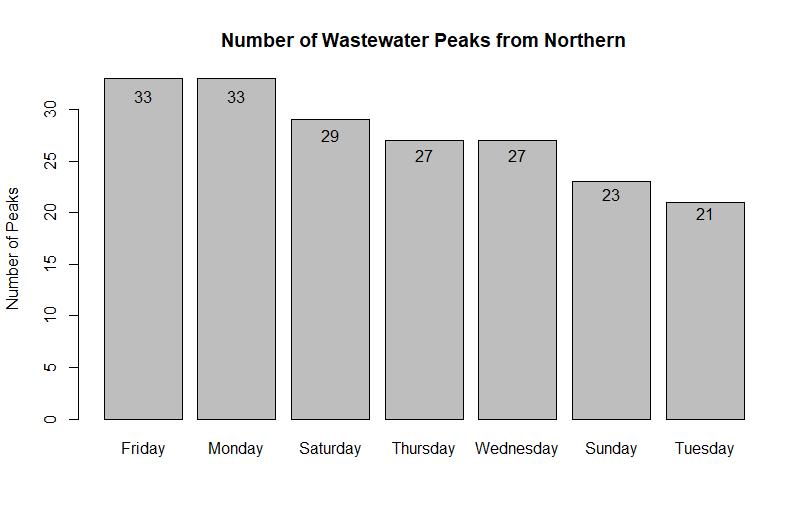 Number of Wastewater Peaks from Northern
Number of Peaks
30
25
20
15
10
5
0
33
33
29
27
27
23
21
Friday
Monday
Saturday
Thursday
Wednesday
Sunday
Tuesday